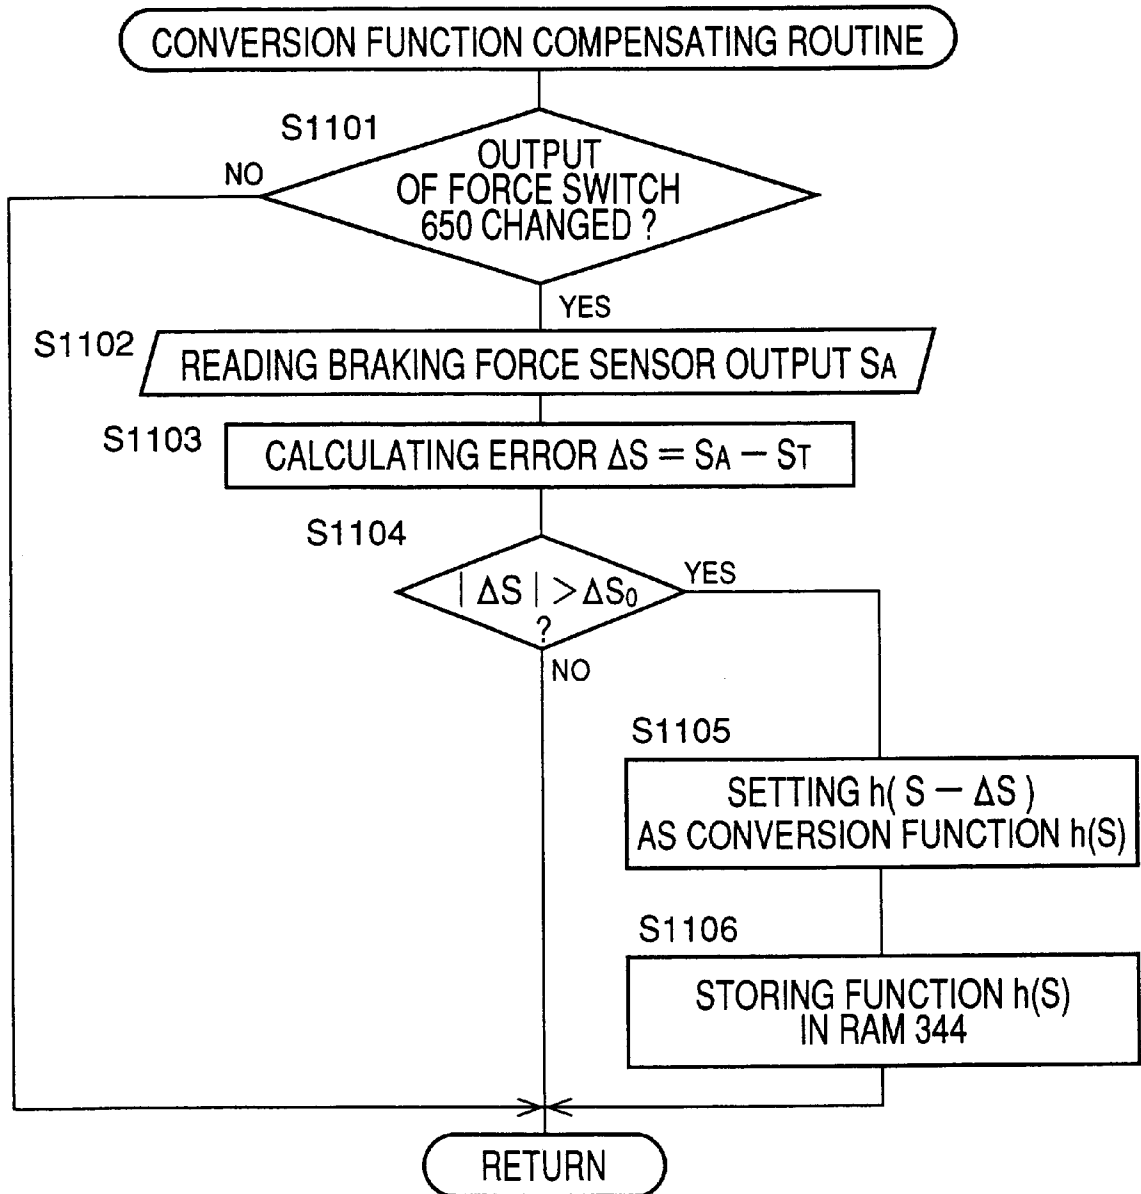 CONVERSION FUNCTION COMPENSATING ROUTINE
S1101
OUTPUT
OF FORCE SWITCH
650 CHANGED ?
NO
YES
S1102
READING BRAKING FORCE SENSOR OUTPUT SA
S1103
CALCULATING ERROR ΔS = SA — ST
S1104
| ΔS | > ΔS0
?
YES
NO
S1105
SETTING h( S — ΔS )
AS CONVERSION FUNCTION h(S)
S1106
STORING FUNCTION h(S)
IN RAM 344
RETURN